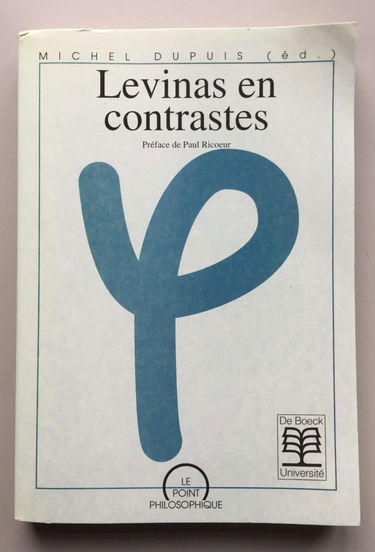 MICHEL DUPUIS (éd.)
Levinas en
contrastes
Préface de Paul Ricoeur
φ
De Boeck
Université
LE
POINT
PHILOSOPHIQUE